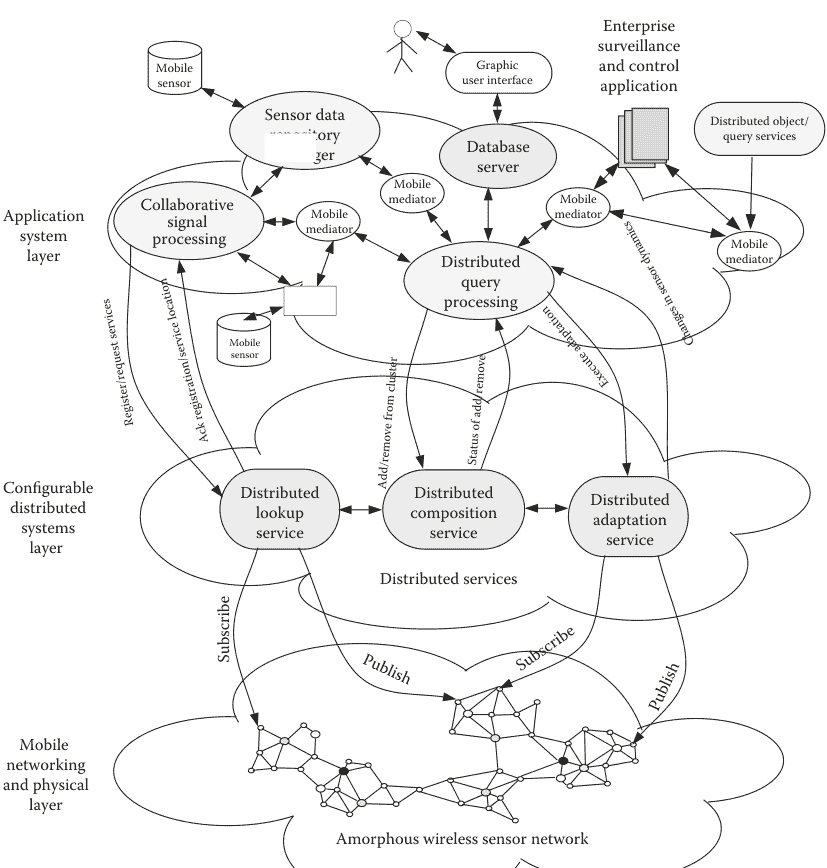 Enterprise
surveillance
and control
application
Mobile
sensor
Graphic
user interface
Sensor data
Distributed object/
query services
Database
server
Mobile
mediator
Mobile
mediator
Collaborative
signal
processing
Mobile
mediator
Mobile
mediator
Application
system
layer
Distributed
query
processing
Changes in sensor dynamics
Mobile
sensor
Register/request services
Ack registration/service location
Add/remove from cluster
Status of add/remove
Execute adaptation
Configurable
distributed
systems
layer
Distributed
lookup
service
Distributed
composition
service
Distributed
adaptation
service
Distributed services
Subscribe
Publish
Subscribe
Publish
Mobile
networking
and physical
layer
Amorphous wireless sensor network